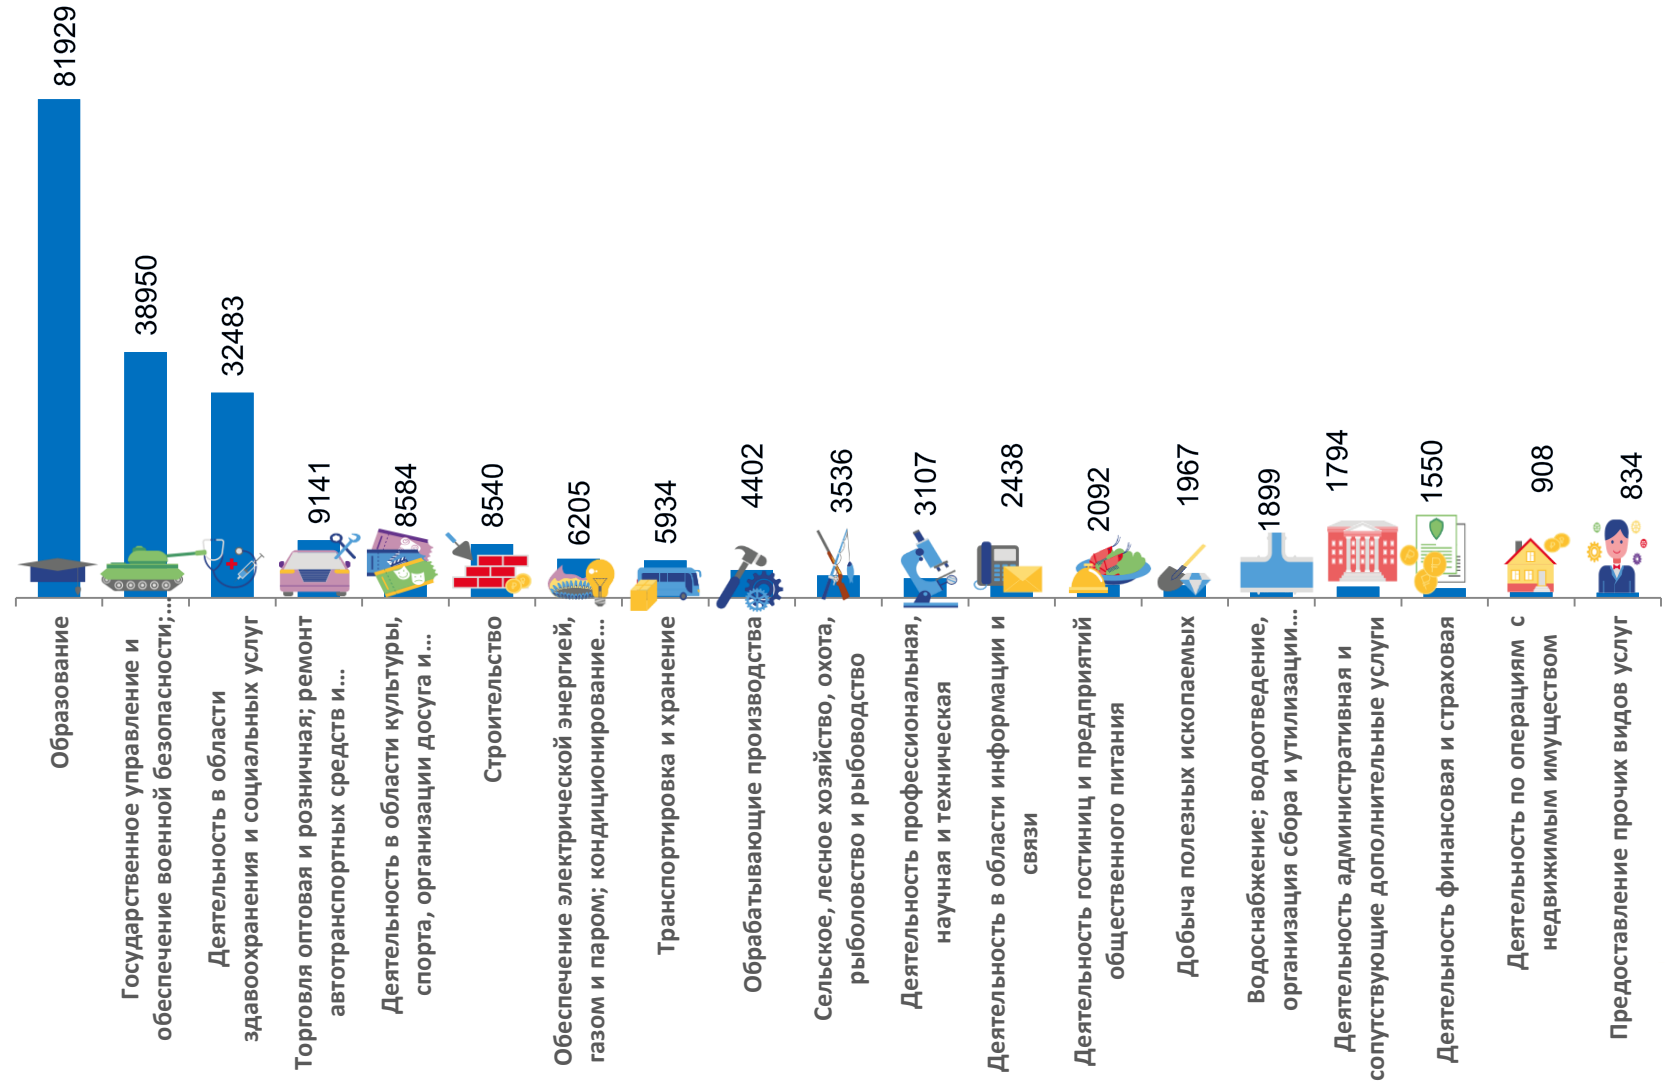 81929
38950
32483
9141
8584
8540
6205
5934
4402
3536
3107
2438
2092
1967
1899
1794
1550
908
834
Образование
Государственное управление и
обеспечение военной безопасности;...
Деятельность в области
здавоохранения и социальных услуг
Торговля оптовая и розничная; ремонт
автотранспортных средств и...
Деятельность в области культуры,
спорта, организации досуга и...
Строительство
Обеспечение электрической энергией,
газом и паром; кондиционирование...
Транспортировка и хранение
Обрабатывающие производства
Сельское, лесное хозяйство, охота,
рыболовство и рыбоводство
Деятельность профессиональная,
научная и техническая
Деятельность в области информации и
связи
Деятельность гостиниц и предприятий
общественного питания
Добыча полезных ископаемых
Водоснабжение; водоотведение,
организация сбора и утилизации...
Деятельность административная и
сопутствующие дополнительные услуги
Деятельность финансовая и страховая
Деятельность по операциям с
недвижимым имуществом
Предоставление прочих видов услуг